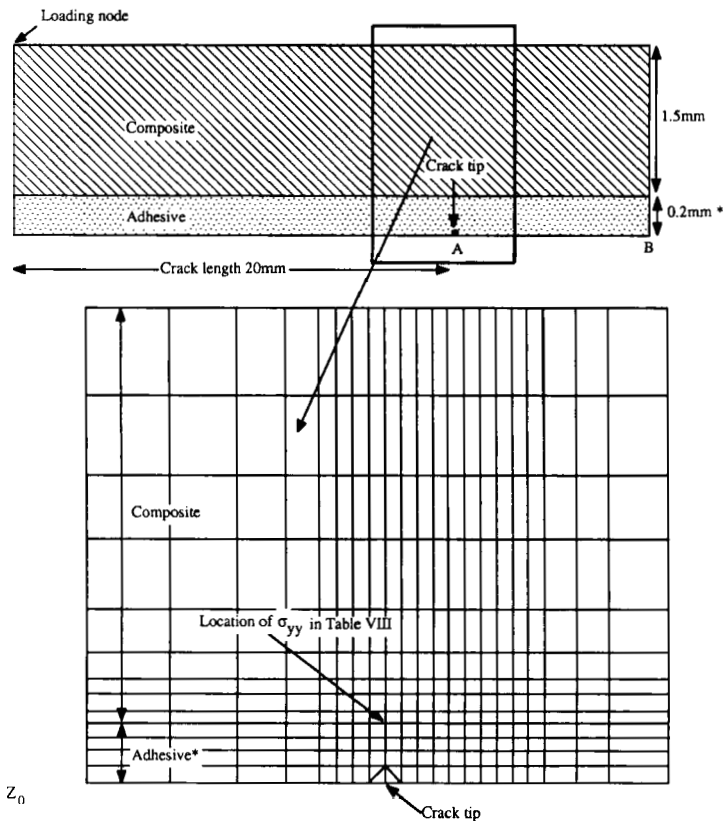 Loading node
Composite
1.5mm
Crack tip
Adhesive
0.2mm *
A
B
Crack length 20mm
Composite
Location of σyy in Table VIII
Adhesive*
Z0
Crack tip